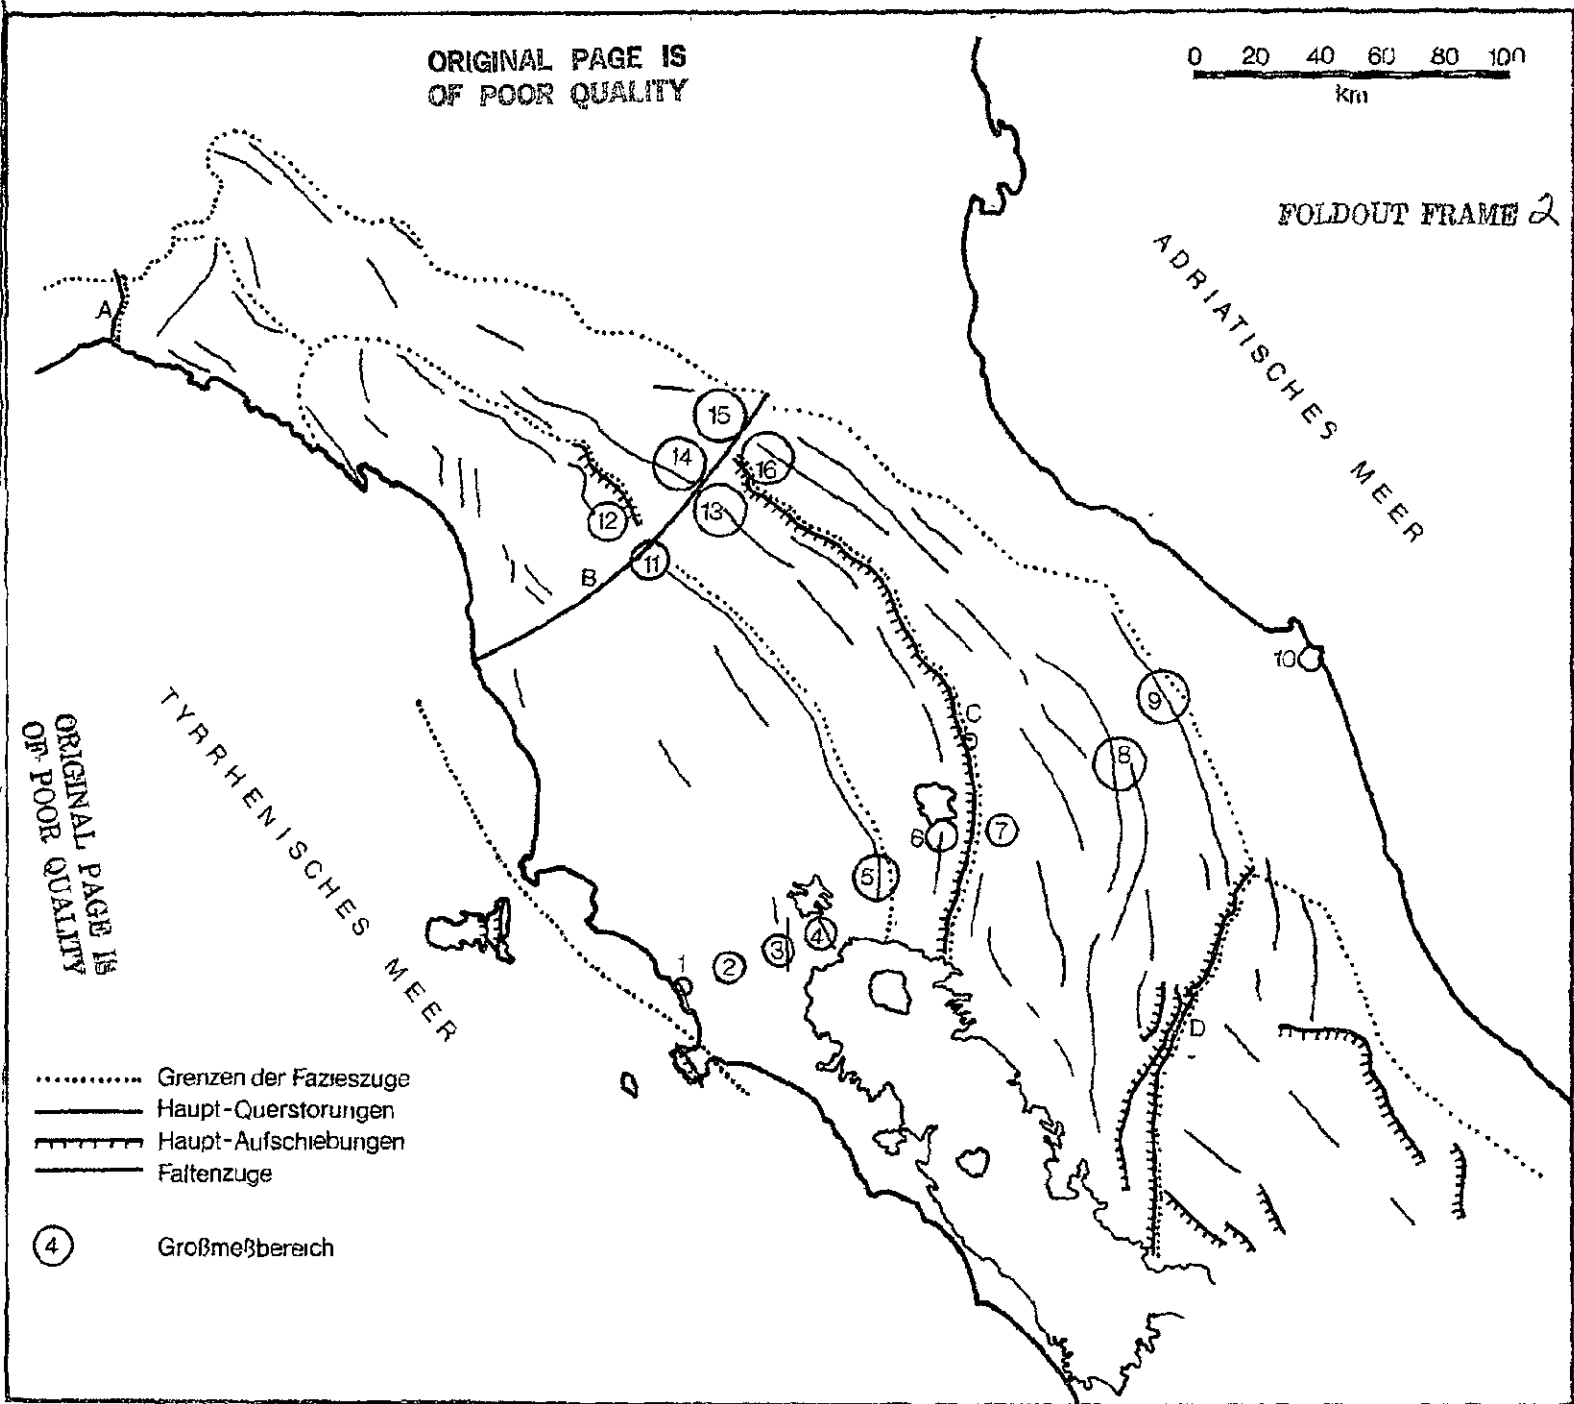 ORIGINAL PAGE IS
OF POOR QUALITY
0 20 40 60 80 100
km
FOLDOUT FRAME 2
ADRIATISCHES MEER
A
15
14
16
13
12
11
B
10
9
C
8
TYRRHENISCHES MEER
ORIGINAL PAGE IS
OF POOR QUALITY
6
7
5
4
3
2
1
D
Grenzen der Fazieszuge
Haupt-Querstorungen
Haupt-Aufschiebungen
Faltenzuge
4 Großmeßbereich